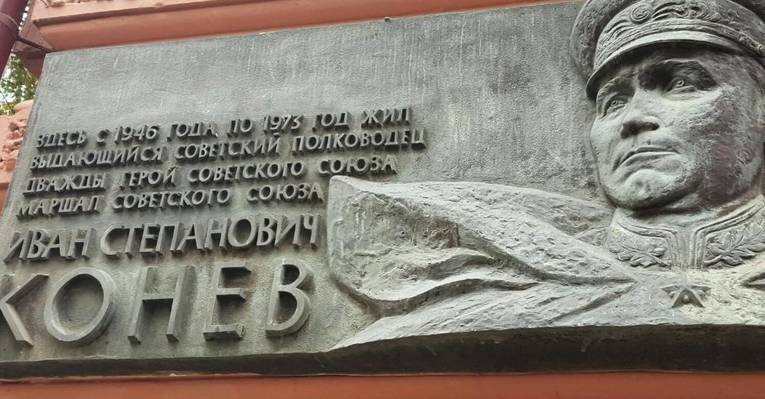 ЗДЕСЬ С 1946 ГОДА ПО 1973 ГОД ЖИЛ
ВЫДАЮЩИЙСЯ СОВЕТСКИЙ ПОЛКОВОДЕЦ
ДВАЖДЫ ГЕРОЙ СОВЕТСКОГО СОЮЗА
МАРШАЛ СОВЕТСКОГО СОЮЗА
ИВАН СТЕПАНОВИЧ
КОНЕВ